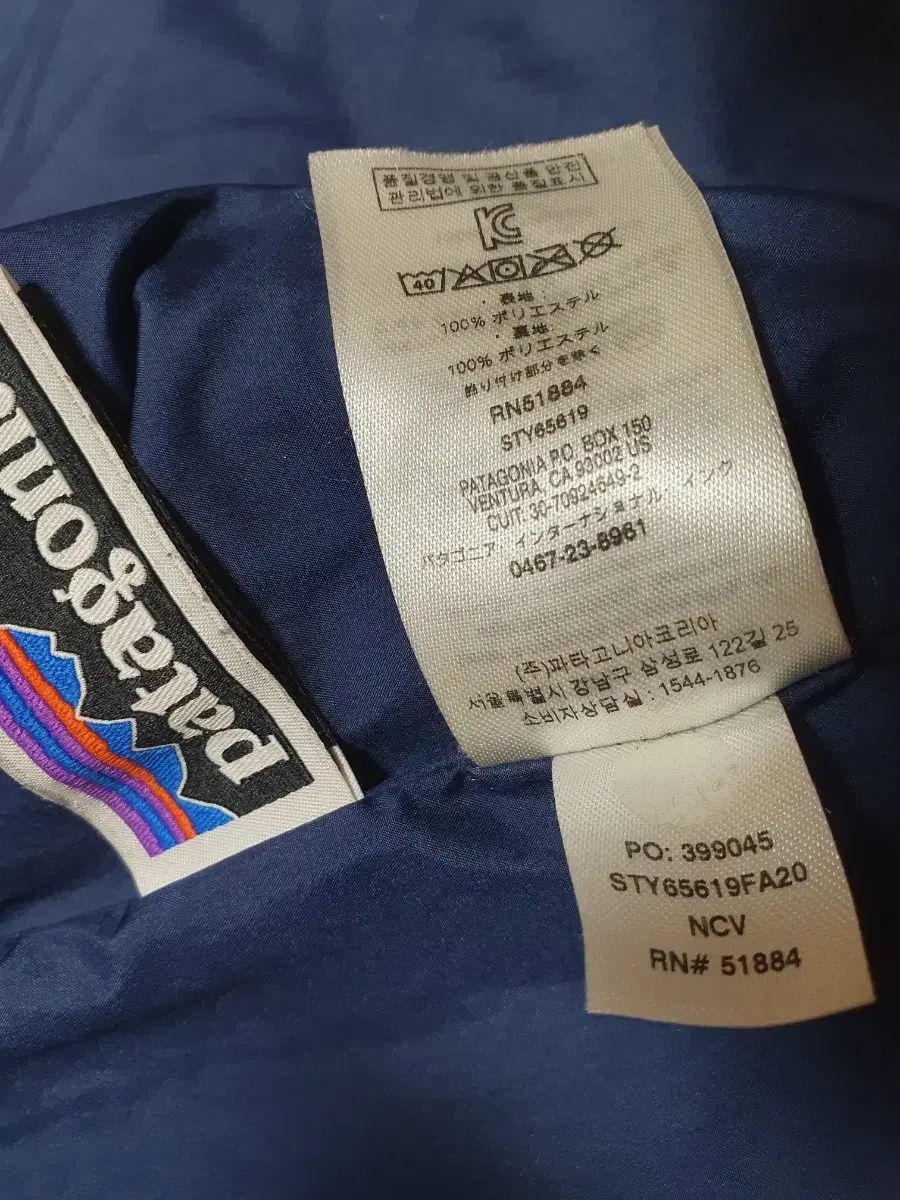 품질경영 및 공산품 안전
관리법에 의한 품질표시
40
・表地・
100% ポリエステル
・裏地・
100% ポリエステル
飾り付け部分を除く
RN51884
STY65619
PATAGONIA P.O. BOX 150
VENTURA, CA 93002 US
CUIT. 30-70924649-2
パタゴニア・インターナショナル・インク
0467-23-8961
(주)파타고니아코리아
서울특별시 강남구 삼성로 122길 25
소비자상담실 : 1544-1876
PO: 399045
STY65619FA20
NCV
RN# 51884